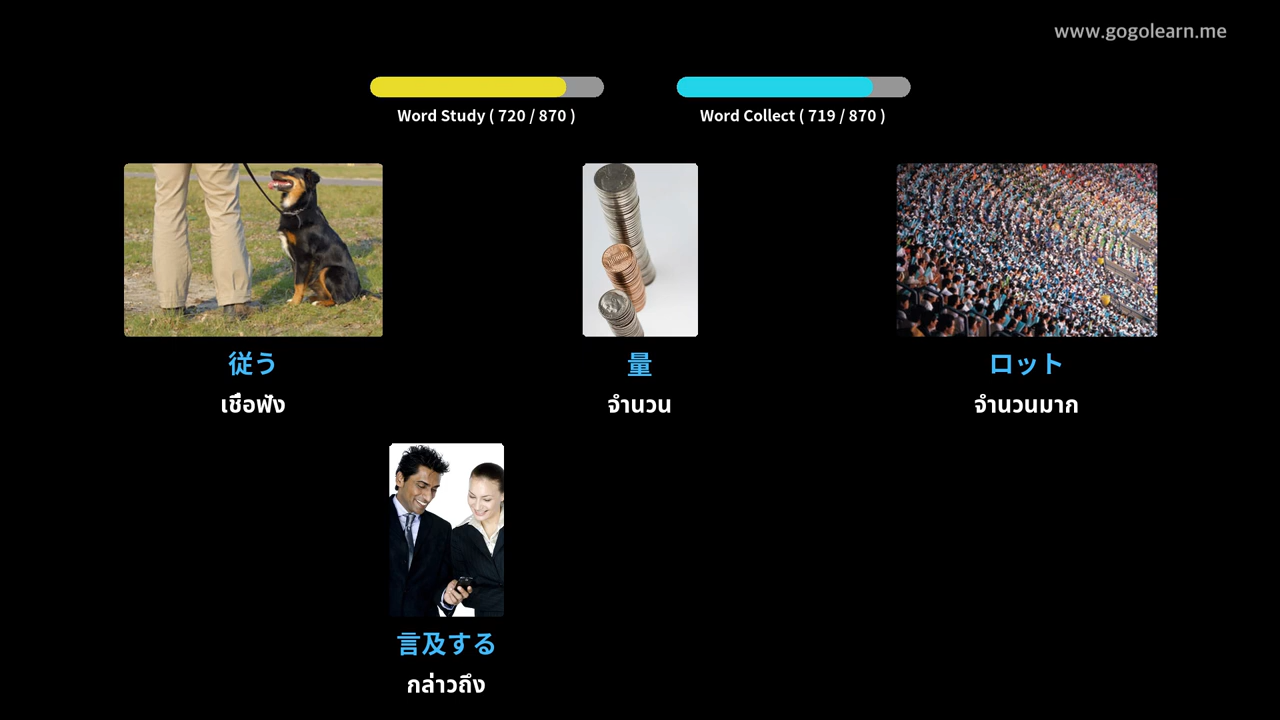 www.gogolearn.me
Word Study ( 720 / 870 )
Word Collect ( 719 / 870 )
従う
เชื่อฟัง
量
จำนวน
ロット
จำนวนมาก
言及する
กล่าวถึง